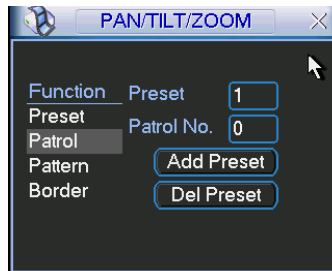 PAN/TILT/ZOOM
Function
Preset
Patrol
Pattern
Border
Preset 1
Patrol No. 0
Add Preset
Del Preset